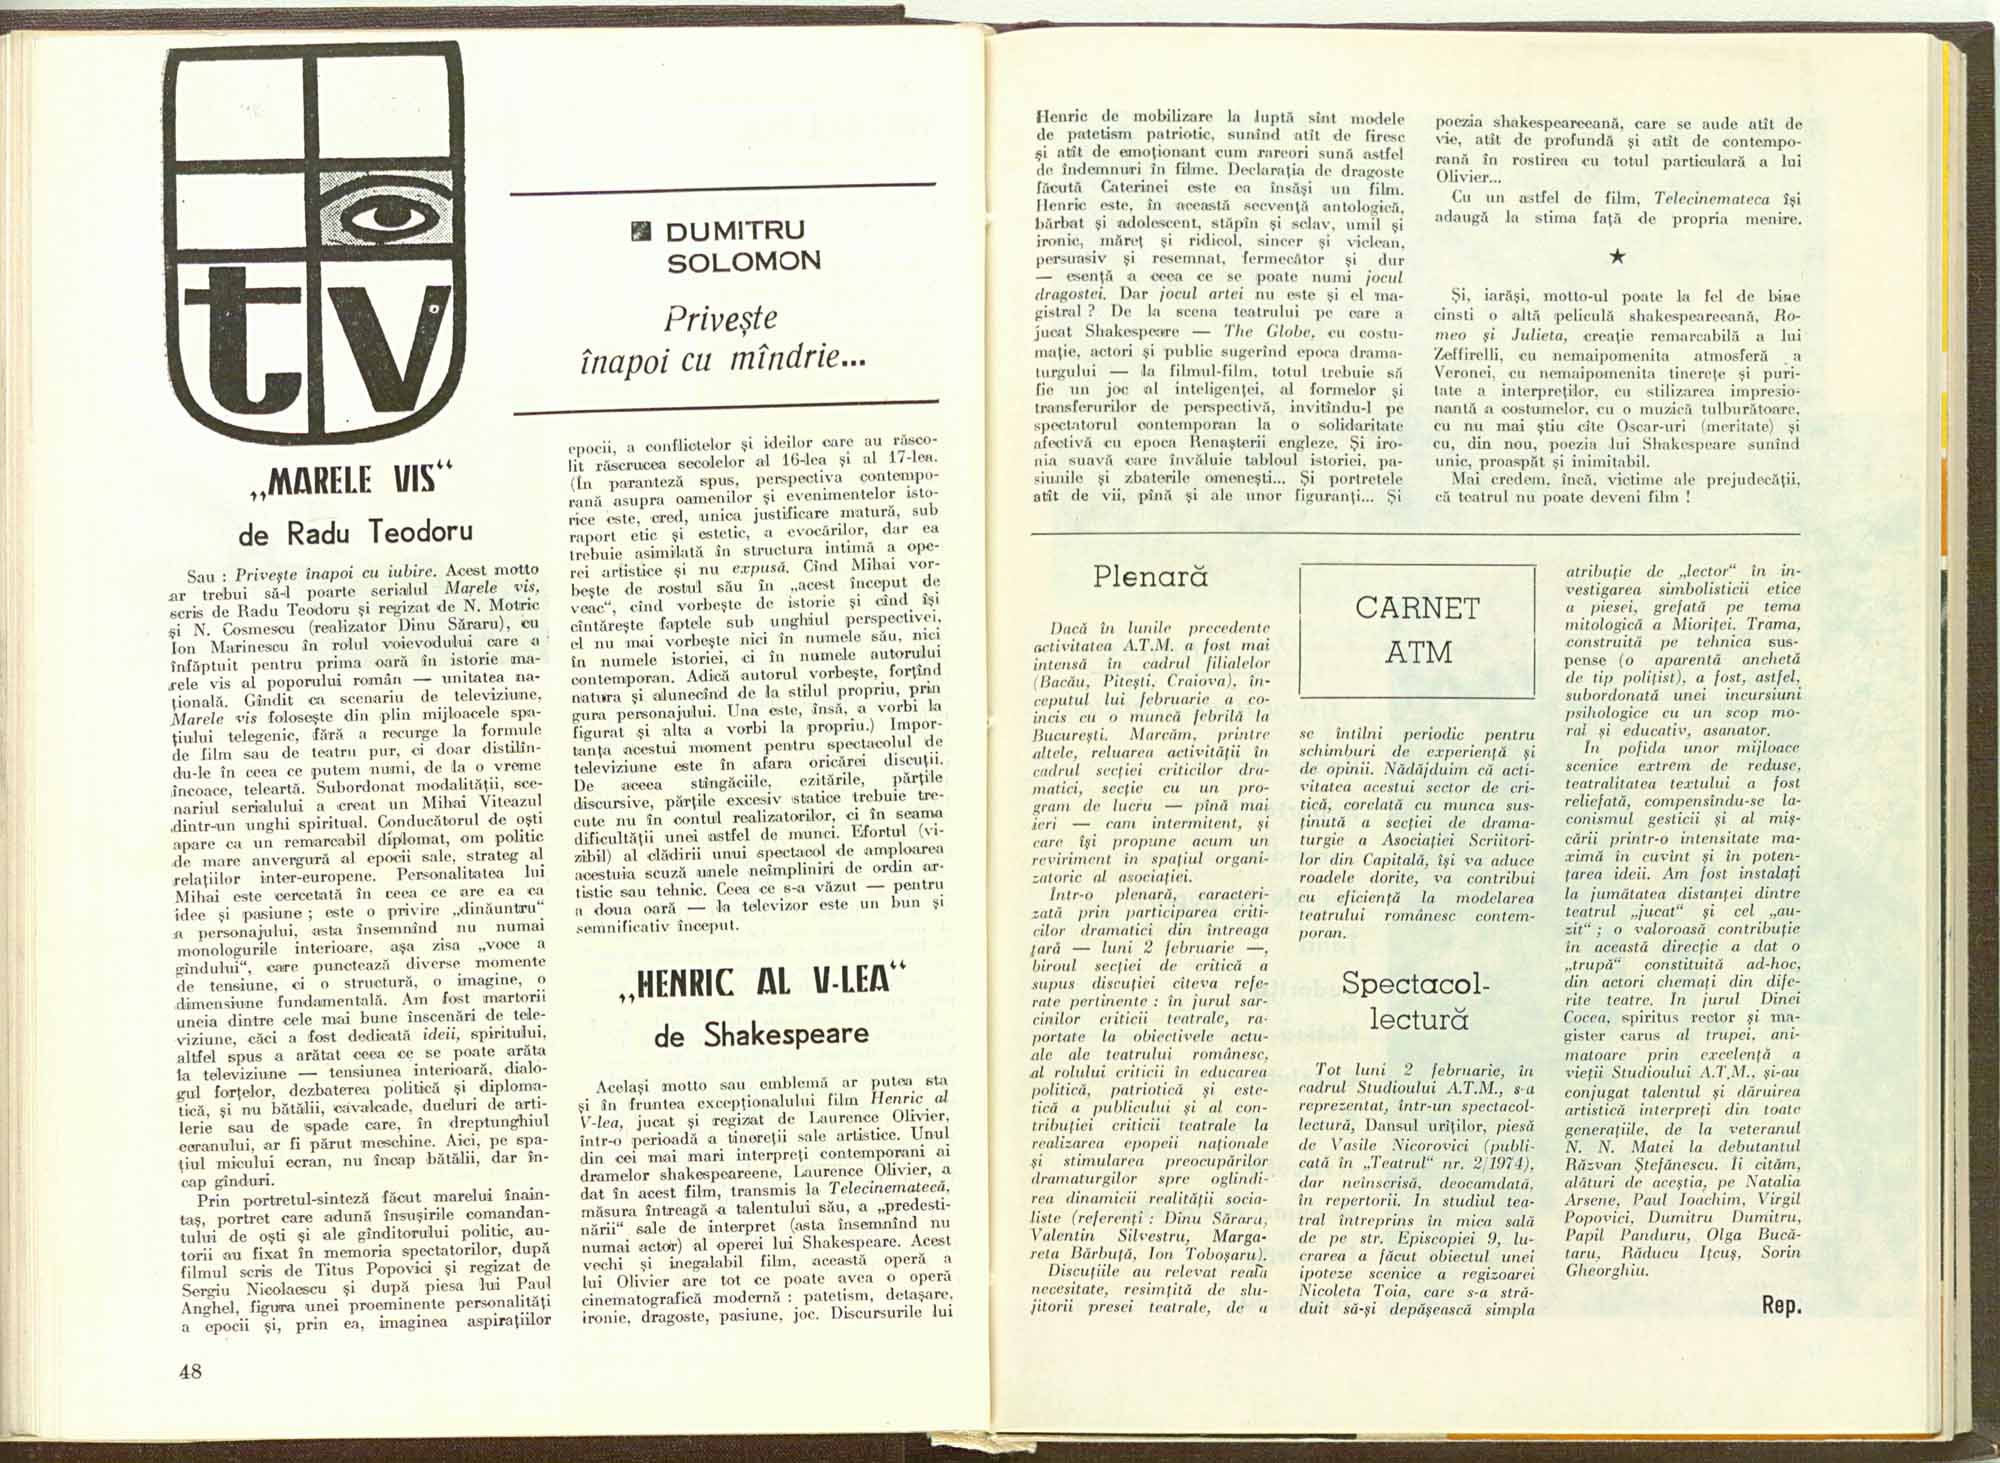 tv
DUMITRU
SOLOMON
Privește
înapoi cu mîndrie...
„MARELE VIS“
de Radu Teodoru
Sau : Privește înapoi cu iubire. Acest motto
ar trebui să-l poarte serialul Marele vis,
scris de Radu Teodoru și regizat de N. Motric
și N. Cosmescu (realizator Dinu Săraru), cu
Ion Marinescu în rolul voievodului care a
înfăptuit pentru prima oară în istorie ma-
rele vis al poporului român — unitatea na-
țională. Gîndit ca scenariu de televiziune,
Marele vis folosește din plin mijloacele spa-
țiului telegenic, fără a recurge la formule
de film sau de teatru pur, ci doar distilîn-
du-le în ceea ce putem numi, de la o vreme
încoace, teleartă. Subordonat modalității, sce-
nariul serialului a creat un Mihai Viteazul
dintr-un unghi spiritual. Conducătorul de oști
apare ca un remarcabil diplomat, om politic
de mare anvergură al epocii sale, strateg al
relațiilor inter-europene. Personalitatea lui
Mihai este cercetată în ceea ce are ea ca
idee și pasiune ; este o privire „dinăuntru“
a personajului, asta însemnînd nu numai
monologurile interioare, așa zisa „voce a
gîndului“, care punctează diverse momente
de tensiune, ci o structură, o imagine, o
dimensiune fundamentală. Am fost martorii
uneia dintre cele mai bune înscenări de tele-
viziune, căci a fost dedicată ideii, spiritului,
altfel spus a arătat ceea ce se poate arăta
la televiziune — tensiunea interioară, dialo-
gul forțelor, dezbaterea politică și diploma-
tică, și nu bătălii, cavalcade, dueluri de arti-
lerie sau de spade care, în dreptunghiul
ecranului, ar fi părut meschine. Aici, pe spa-
țiul micului ecran, nu încap bătălii, dar în-
cap gînduri.
Prin portretul-sinteză făcut marelui înain-
taș, portret care adună însușirile comandan-
tului de oști și ale gînditorului politic, au-
torii au fixat în memoria spectatorilor, după
filmul scris de Titus Popovici și regizat de
Sergiu Nicolaescu și după piesa lui Paul
Anghel, figura unei proeminente personalități
a epocii și, prin ea, imaginea aspirațiilor
48
epocii, a conflictelor și ideilor care au răsco-
lit răscrucea secolelor al 16-lea și al 17-lea.
(În paranteză spus, perspectiva contempo-
rană asupra oamenilor și evenimentelor isto-
rice este, cred, unica justificare matură, sub
raport etic și estetic, a evocărilor, dar ea
trebuie asimilată în structura intimă a ope-
rei artistice și nu expusă. Cînd Mihai vor-
bește de rostul său în „acest început de
veac“, cînd vorbește de istorie și cînd își
cîntărește faptele sub unghiul perspectivei,
el nu mai vorbește nici în numele său, nici
în numele istoriei, ci în numele autorului
contemporan. Adică autorul vorbește, forțînd
natura și alunecînd de la stilul propriu, prin
gura personajului. Una este, însă, a vorbi la
figurat și alta a vorbi la propriu.) Impor-
tanța acestui moment pentru spectacolul de
televiziune este în afara oricărei discuții.
De aceea stîngăciile, ezitările, părțile
discursive, părțile excesiv statice trebuie tre-
cute nu în contul realizatorilor, ci în seama
dificultății unei astfel de munci. Efortul (vi-
zibil) al clădirii unui spectacol de amploarea
acestuia scuză unele neîmpliniri de ordin ar-
tistic sau tehnic. Ceea ce s-a văzut — pentru
a doua oară — la televizor este un bun și
semnificativ început.
„HENRIC AL V-LEA“
de Shakespeare
Același motto sau emblemă ar putea sta
și în fruntea excepționalului film Henric al
V-lea, jucat și regizat de Laurence Olivier,
într-o perioadă a tinereții sale artistice. Unul
din cei mai mari interpreți contemporani ai
dramelor shakespeareene, Laurence Olivier, a
dat în acest film, transmis la Telecinematecă,
măsura întreagă a talentului său, a „predesti-
nării“ sale de interpret (asta însemnînd nu
numai actor) al operei lui Shakespeare. Acest
vechi și inegalabil film, această operă a
lui Olivier are tot ce poate avea o operă
cinematografică modernă : patetism, detașare,
ironie, dragoste, pasiune, joc. Discursurile lui
Henric de mobilizare la luptă sînt modele
de patetism patriotic, sunînd atît de firesc
și atît de emoționant cum rareori sună astfel
de îndemnuri în filme. Declarația de dragoste
făcută Caterinei este ea însăși un film.
Henric este, în această secvență antologică,
bărbat și adolescent, stăpîn și sclav, umil și
ironic, măreț și ridicol, sincer și viclean,
persuasiv și resemnat, fermecător și dur
— esență a ceea ce se poate numi jocul
dragostei. Dar jocul artei nu este și el ma-
gistral ? De la scena teatrului pe care a
jucat Shakespeare — The Globe, cu costu-
mație, actori și public sugerînd epoca drama-
turgului — la filmul-film, totul trebuie să
fie un joc al inteligenței, al formelor și
transferurilor de perspectivă, invitîndu-l pe
spectatorul contemporan la o solidaritate
afectivă cu epoca Renașterii engleze. Și iro-
nia suavă care învăluie tabloul istoriei, pa-
siunile și zbaterile omenești... Și portretele
atît de vii, pînă și ale unor figuranți... Și
poezia shakespeareeană, care se aude atît de
vie, atît de profundă și atît de contempo-
rană în rostirea cu totul particulară a lui
Olivier...
Cu un astfel de film, Telecinemateca își
adaugă la stima față de propria menire.
★
Și, iarăși, motto-ul poate la fel de bine
cinsti o altă peliculă shakespeareeană, Ro-
meo și Julieta, creație remarcabilă a lui
Zeffirelli, cu nemaipomenita atmosferă a
Veronei, cu nemaipomenita tinerețe și puri-
tate a interpreților, cu stilizarea impresio-
nantă a costumelor, cu o muzică tulburătoare,
cu nu mai știu cîte Oscar-uri (meritate) și
cu, din nou, poezia lui Shakespeare sunînd
unic, proaspăt și inimitabil.
Mai credem, încă, victime ale prejudecății,
că teatrul nu poate deveni film !
Plenară
Dacă în lunile precedente
activitatea A.T.M. a fost mai
intensă în cadrul filialelor
(Bacău, Pitești, Craiova), în-
ceputul lui februarie a co-
incis cu o muncă febrilă la
București. Marcăm, printre
altele, reluarea activității în
cadrul secției criticilor dra-
matici, secție cu un pro-
gram de lucru — pînă mai
ieri — cam intermitent, și
care își propune acum un
reviriment în spațiul organi-
zatoric al asociației.
Într-o plenară, caracteri-
zată prin participarea criti-
cilor dramatici din întreaga
țară — luni 2 februarie —,
biroul secției de critică a
supus discuției cîteva refe-
rate pertinente : în jurul sar-
cinilor criticii teatrale, ra-
portate la obiectivele actu-
ale ale teatrului românesc,
al rolului criticii în educarea
politică, patriotică și este-
tică a publicului și al con-
tribuției criticii teatrale la
realizarea epopeii naționale
și stimularea preocupărilor
dramaturgilor spre oglindi-
rea dinamicii realității socia-
liste (referenți : Dinu Săraru,
Valentin Silvestru, Marga-
reta Bărbuță, Ion Toboșaru).
Discuțiile au relevat reala
necesitate, resimțită de slu-
jitorii presei teatrale, de a
CARNET
ATM
se întîlni periodic pentru
schimburi de experiență și
de opinii. Nădăjduim că acti-
vitatea acestui sector de cri-
tică, corelată cu munca sus-
ținută a secției de drama-
turgie a Asociației Scriitori-
lor din Capitală, își va aduce
roadele dorite, va contribui
cu eficiență la modelarea
teatrului românesc contem-
poran.
Spectacol-
lectură
Tot luni 2 februarie, în
cadrul Studioului A.T.M., s-a
reprezentat, într-un spectacol-
lectură, Dansul urîților, piesă
de Vasile Nicorovici (publi-
cată în „Teatrul“ nr. 2/1974),
dar neînscrisă, deocamdată,
în repertorii. În studiul tea-
tral întreprins în mica sală
de pe str. Episcopiei 9, lu-
crarea a făcut obiectul unei
ipoteze scenice a regizoarei
Nicoleta Toia, care s-a stră-
duit să-și depășească simpla
atribuție de „lector“ în in-
vestigarea simbolisticii etice
a piesei, grefată pe tema
mitologică a Mioriței. Trama,
construită pe tehnica sus-
pense (o aparentă anchetă
de tip polițist), a fost, astfel,
subordonată unei incursiuni
psihologice cu un scop mo-
ral și educativ, asanator.
În pofida unor mijloace
scenice extrem de reduse,
teatralitatea textului a fost
reliefată, compensîndu-se la-
conismul gesticii și al miș-
cării printr-o intensitate ma-
ximă în cuvînt și în poten-
țarea ideii. Am fost instalați
la jumătatea distanței dintre
teatrul „jucat“ și cel „au-
zit“ ; o valoroasă contribuție
în această direcție a dat o
„trupă“ constituită ad-hoc,
din actori chemați din dife-
rite teatre. În jurul Dinei
Cocea, spiritus rector și ma-
gister carus al trupei, ani-
matoare prin excelență a
vieții Studioului A.T.M., și-au
conjugat talentul și dăruirea
artistică interpreți din toate
generațiile, de la veteranul
N. N. Matei la debutantul
Răzvan Ștefănescu. Îi cităm,
alături de aceștia, pe Natalia
Arsene, Paul Ioachim, Virgil
Popovici, Dumitru Dumitru,
Papil Panduru, Olga Bucă-
taru, Răducu Ițcuș, Sorin
Gheorghiu.
Rep.